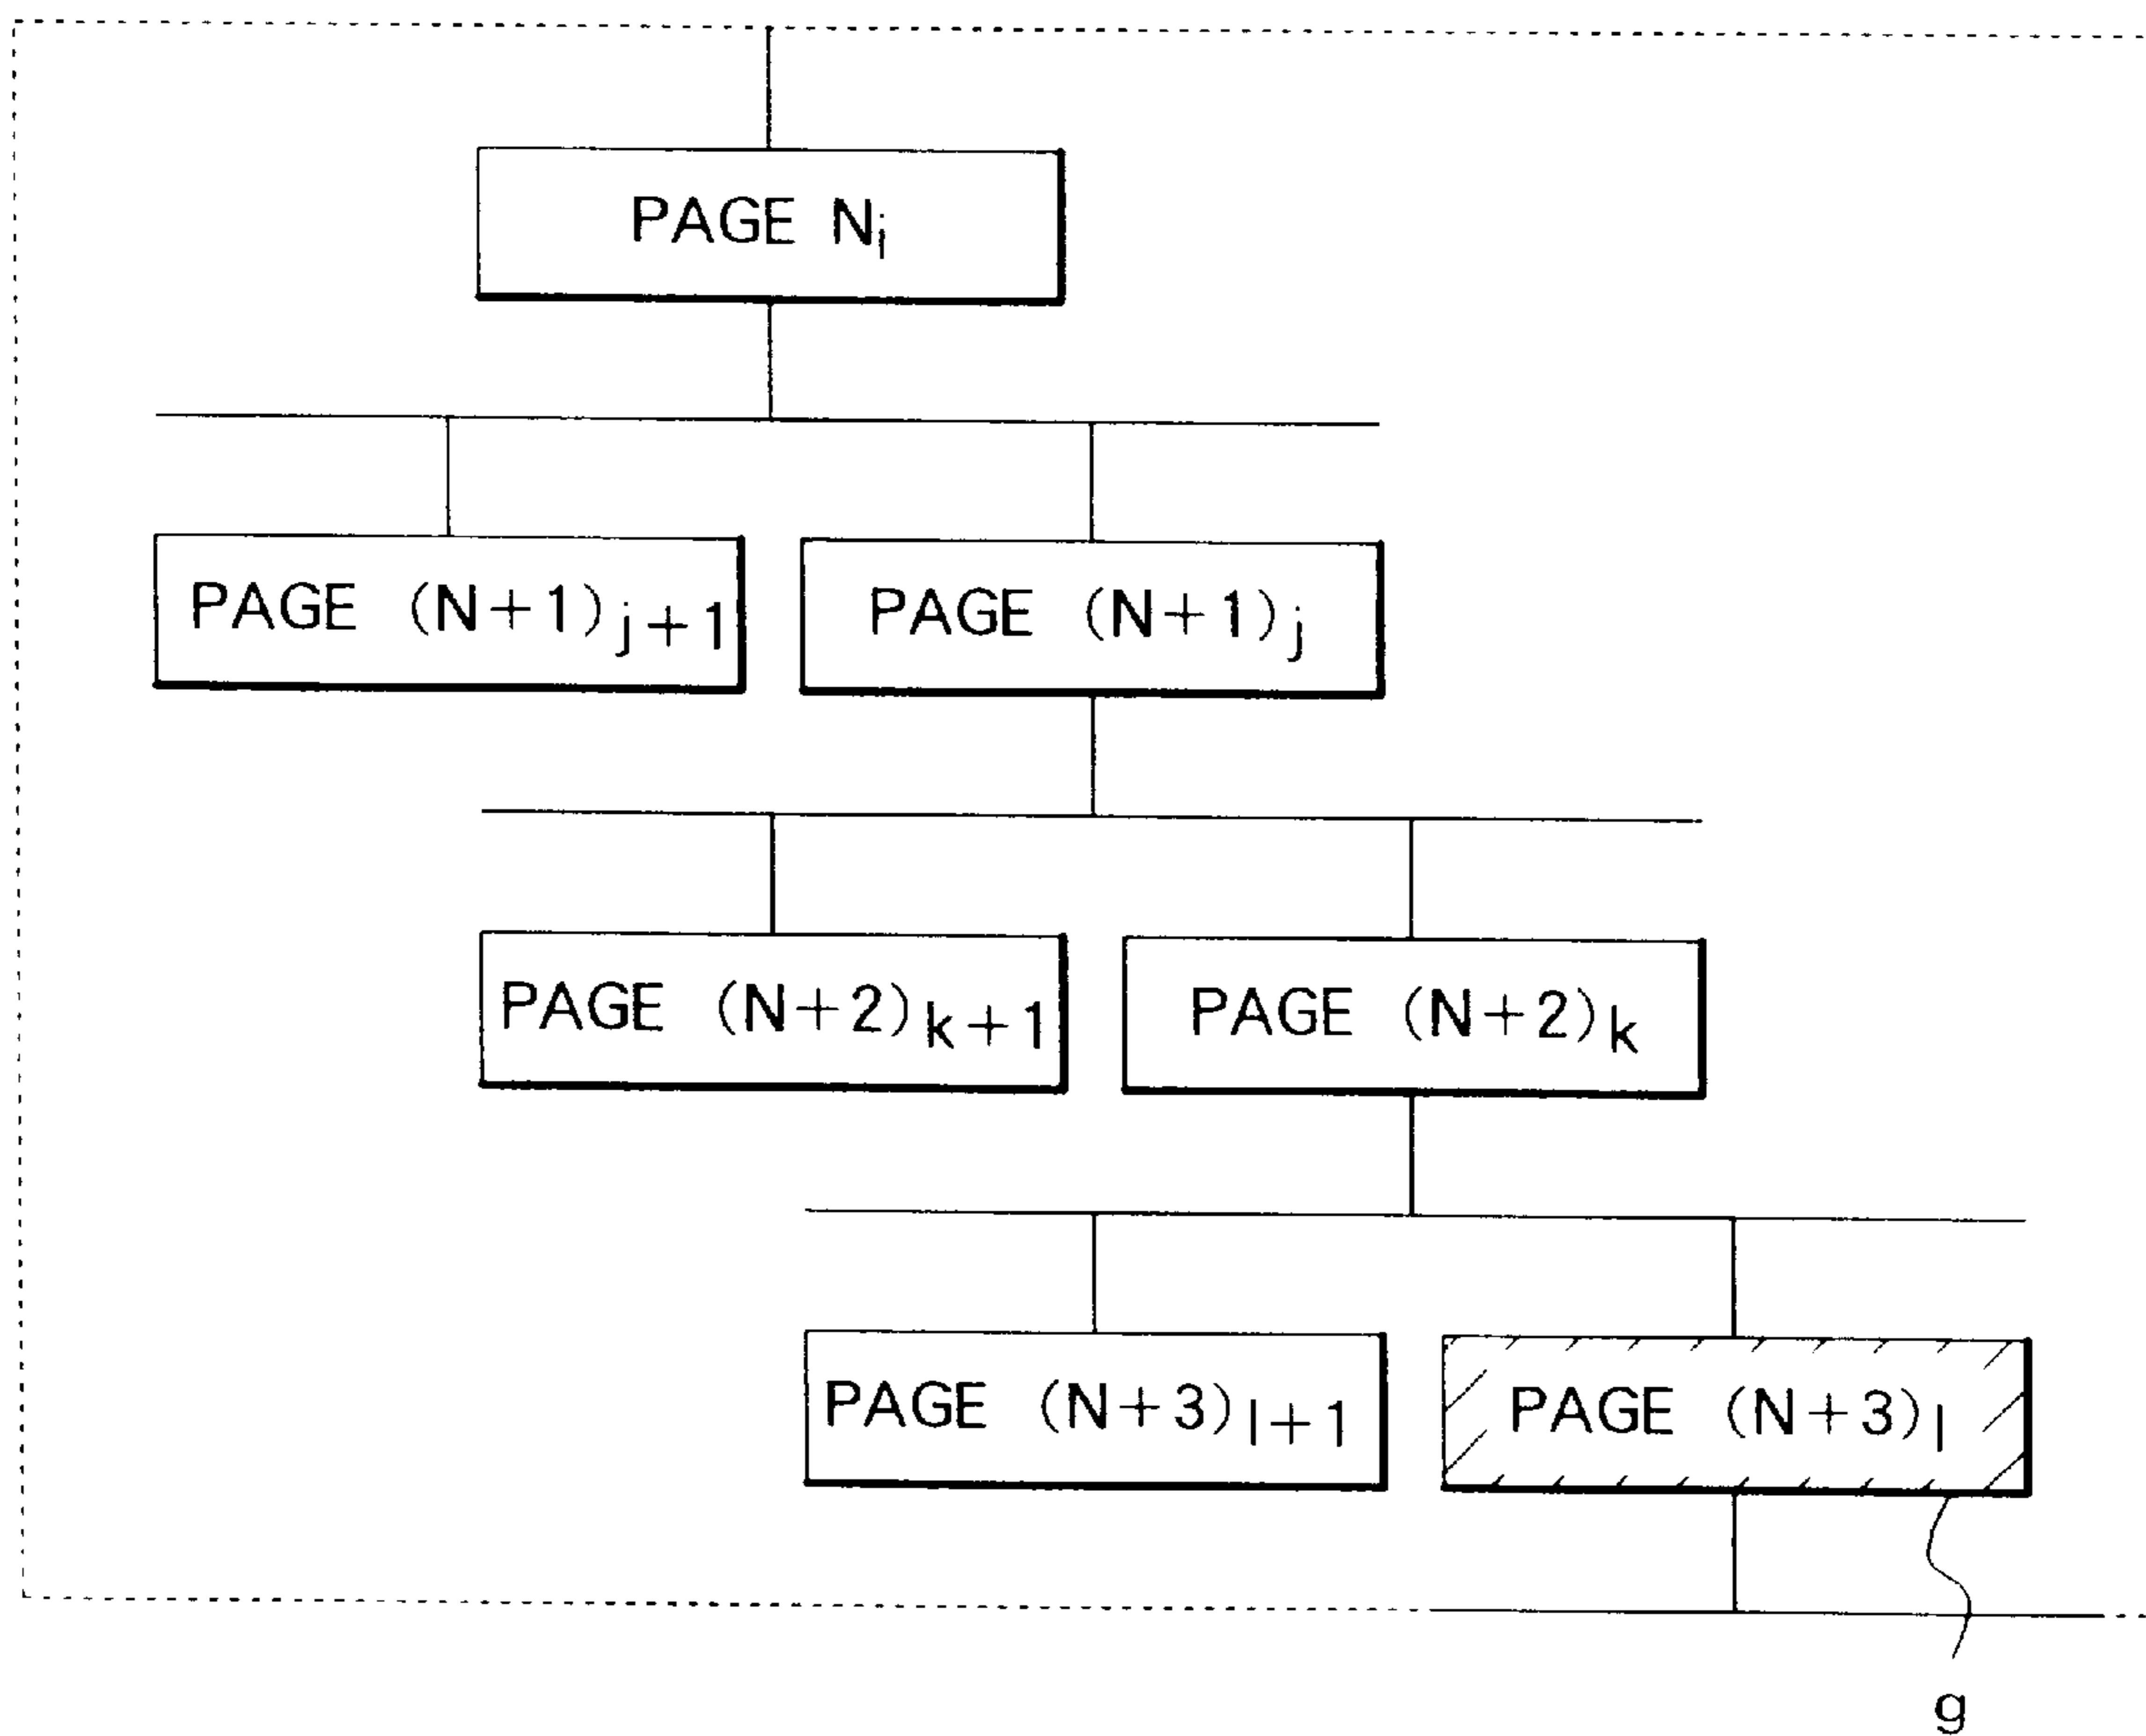 PAGE Nᵢ
PAGE (N+1)ⱼ₊₁
PAGE (N+1)ⱼ
PAGE (N+2)ₖ₊₁
PAGE (N+2)ₖ
PAGE (N+3)ₗ₊₁
PAGE (N+3)ₗ
g